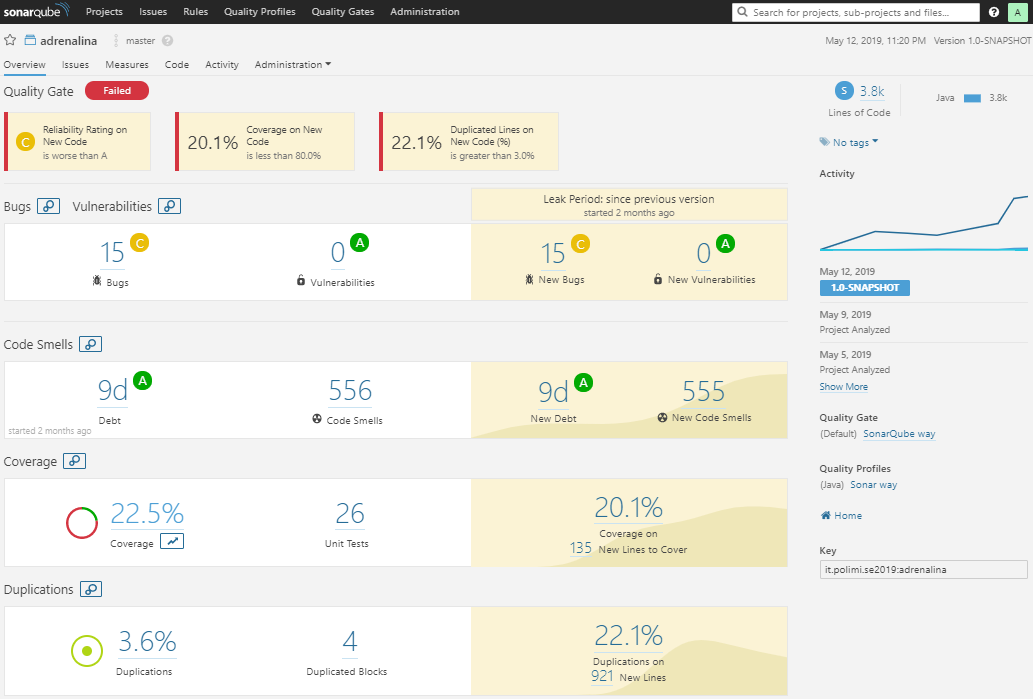 sonarqube Projects Issues Rules Quality Profiles Quality Gates Administration Search for projects, sub-projects and files... ? A
adrenalina master ?
May 12, 2019, 11:20 PM Version 1.0-SNAPSHOT
Overview Issues Measures Code Activity Administration
Quality Gate Failed
C Reliability Rating on
New Code
is worse than A
20.1% Coverage on New
Code
is less than 80.0%
22.1% Duplicated Lines on
New Code (%)
is greater than 3.0%
Bugs Vulnerabilities
Leak Period: since previous version
started 2 months ago
15 C
Bugs
0 A
Vulnerabilities
15 C
New Bugs
0 A
New Vulnerabilities
Code Smells
9d A
Debt
started 2 months ago
556
Code Smells
9d A
New Debt
555
New Code Smells
Coverage
22.5%
Coverage
26
Unit Tests
20.1%
Coverage on
135 New Lines to Cover
Duplications
3.6%
Duplications
4
Duplicated Blocks
22.1%
Duplications on
921 New Lines
S 3.8k
Lines of Code
Java 3.8k
No tags
Activity
May 12, 2019
1.0-SNAPSHOT
May 9, 2019
Project Analyzed
May 5, 2019
Project Analyzed
Show More
Quality Gate
(Default) SonarQube way
Quality Profiles
(Java) Sonar way
Home
Key
it.polimi.se2019:adrenalina